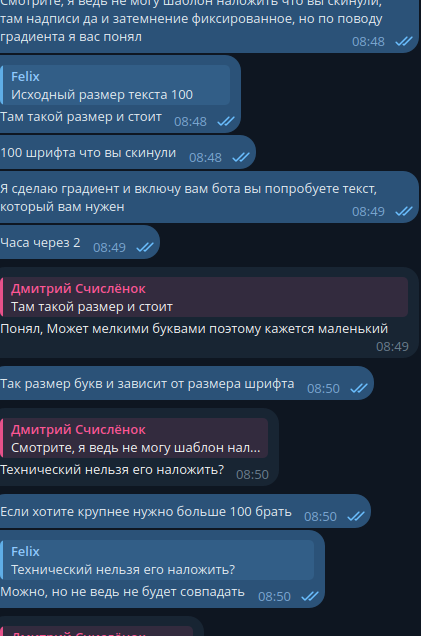 Смотрите, я ведь не могу шаблон наложить что вы скинули,
там надписи да и затемнение фиксированное, но по поводу
градиента я вас понял
08:48
Felix
Исходный размер текста 100
Там такой размер и стоит 08:48
100 шрифта что вы скинули 08:48
Я сделаю градиент и включу вам бота вы попробуете текст,
который вам нужен
08:49
Часа через 2 08:49
Дмитрий Счислёнок
Там такой размер и стоит
Понял, Может мелкими буквами поэтому кажется маленький
08:49
Так размер букв и зависит от размера шрифта 08:50
Дмитрий Счислёнок
Смотрите, я ведь не могу шаблон нал...
Технический нельзя его наложить? 08:50
Если хотите крупнее нужно больше 100 брать 08:50
Felix
Технический нельзя его наложить?
Можно, но не ведь не будет совпадать 08:50
Дмитрий Счислёнок